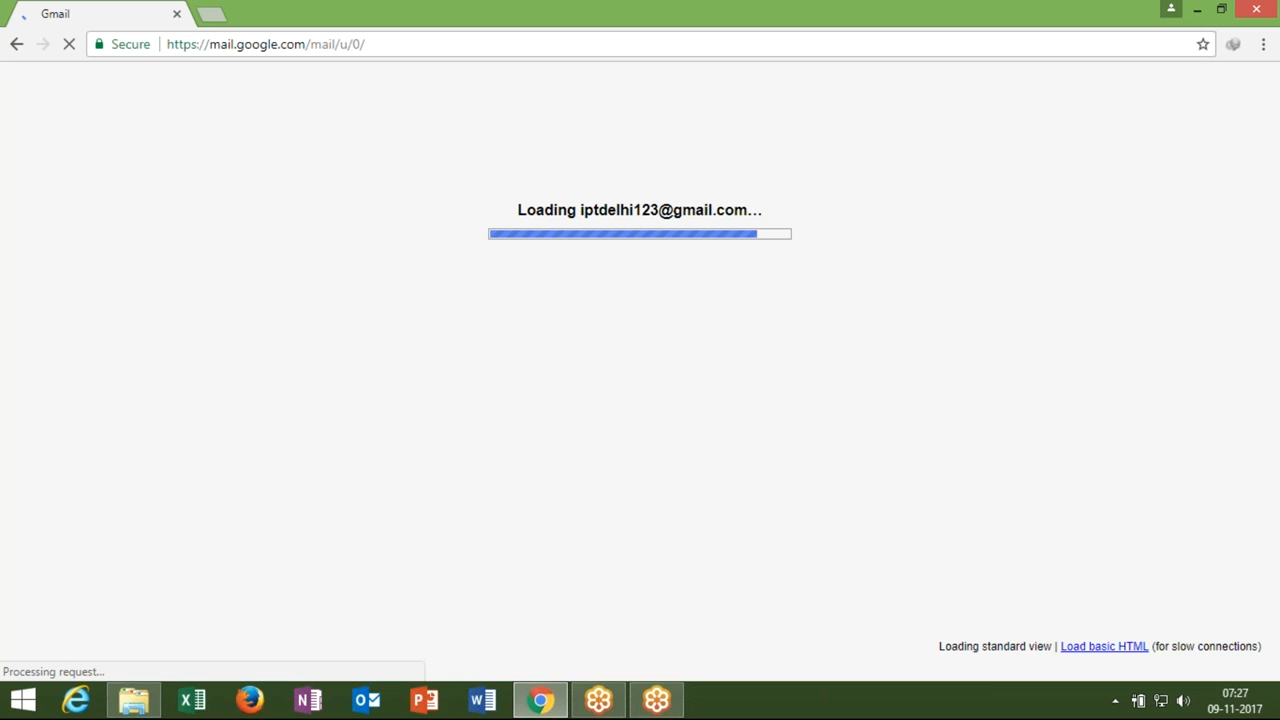 Gmail
Secure
https://mail.google.com/mail/u/0/
Loading iptdelhi123@gmail.com...
Loading standard view | Load basic HTML (for slow connections)
Processing request...
07:27
09-11-2017